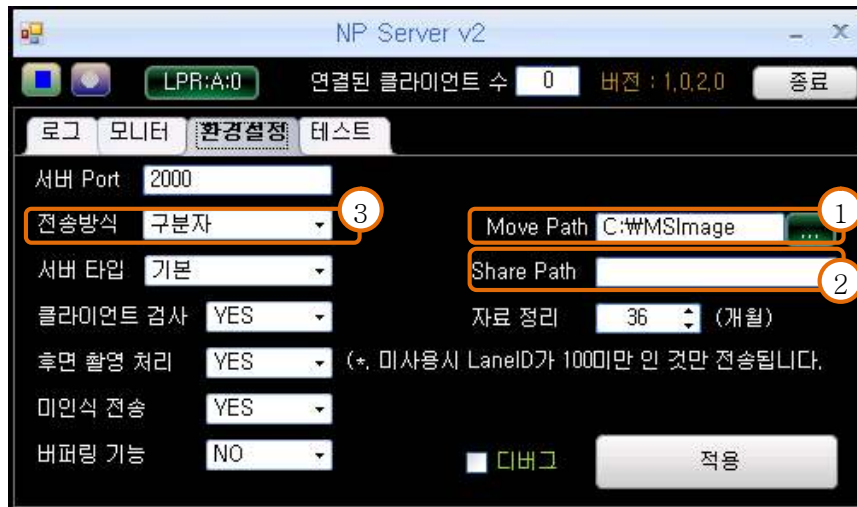 NP Server v2
LPR:A:0 연결된 클라이언트 수 0 버전 : 1,0,2,0 종료
로그 모니터 환경설정 테스트
서버 Port 2000
전송방식 구분자 3 Move Path C:₩MSImage ... 1
서버 타입 기본 Share Path 2
클라이언트 검사 YES 자료 정리 36 (개월)
후면 촬영 처리 YES (*, 미사용시 LaneID가 100미만 인 것만 전송됩니다.
미인식 전송 YES
버퍼링 기능 NO 디버그 적용